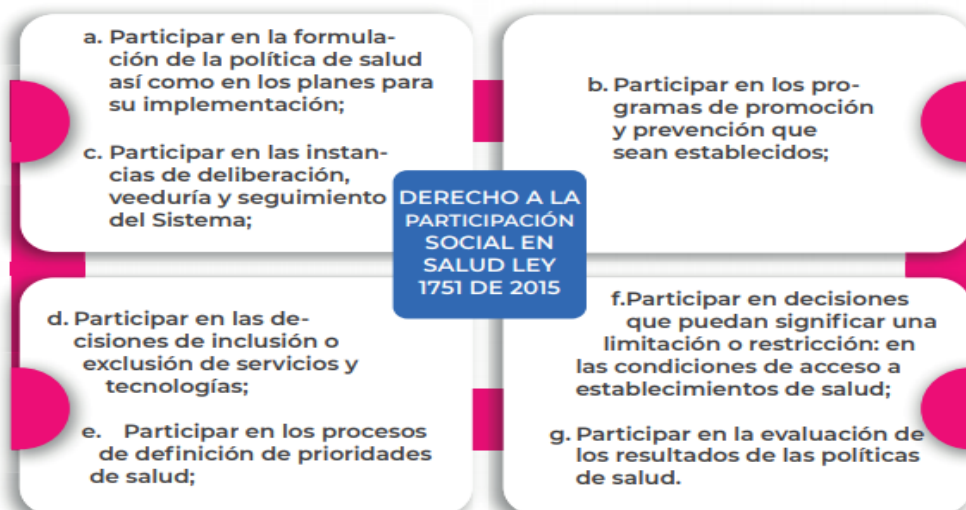 a. Participar en la formula-
ción de la política de salud
así como en los planes para
su implementación;
c. Participar en las instan-
cias de deliberación,
veeduría y seguimiento
del Sistema;
b. Participar en los pro-
gramas de promoción
y prevención que
sean establecidos;
DERECHO A LA
PARTICIPACIÓN
SOCIAL EN
SALUD LEY
1751 DE 2015
d. Participar en las de-
cisiones de inclusión o
exclusión de servicios y
tecnologías;
e. Participar en los procesos
de definición de prioridades
de salud;
f.Participar en decisiones
que puedan significar una
limitación o restricción: en
las condiciones de acceso a
establecimientos de salud;
g. Participar en la evaluación de
los resultados de las políticas
de salud.